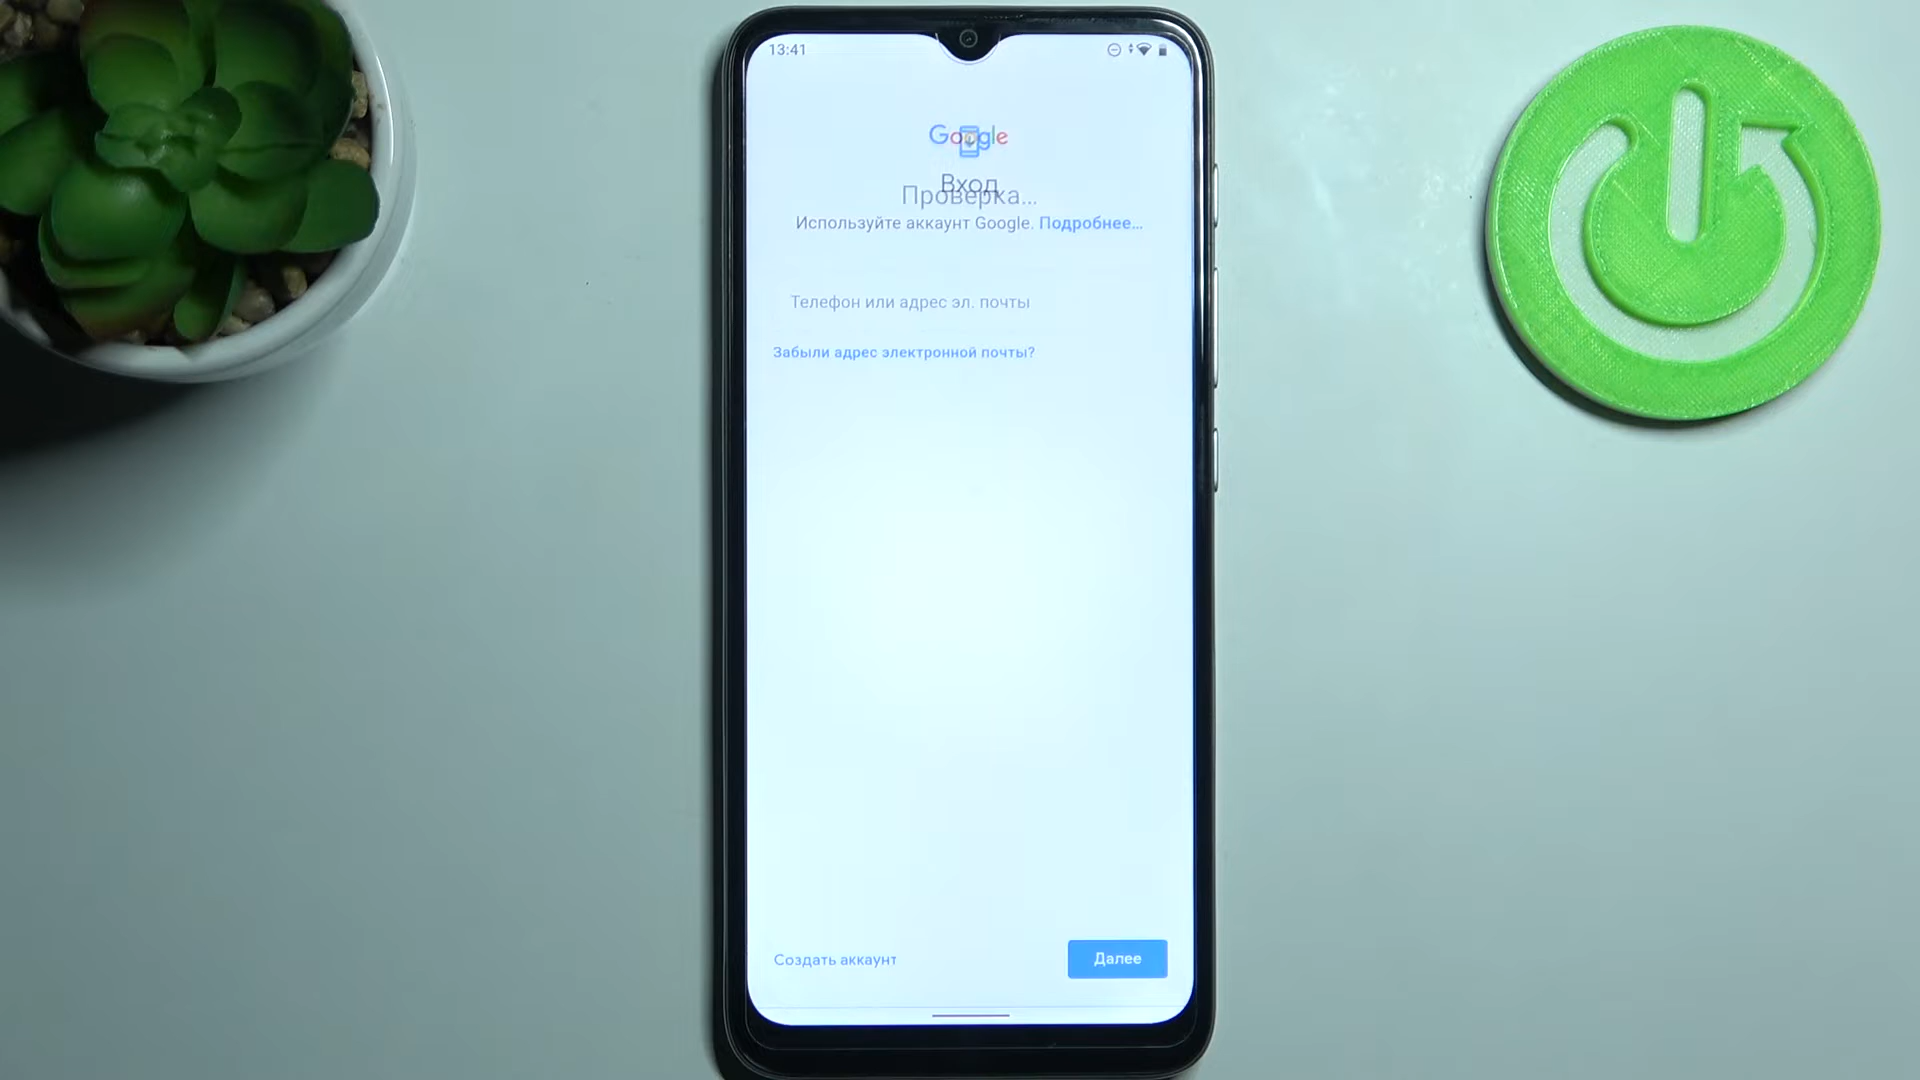 13:41
Google
Вход
Проверка...
Используйте аккаунт Google. Подробнее...
Телефон или адрес эл. почты
Забыли адрес электронной почты?
Создать аккаунт
Далее